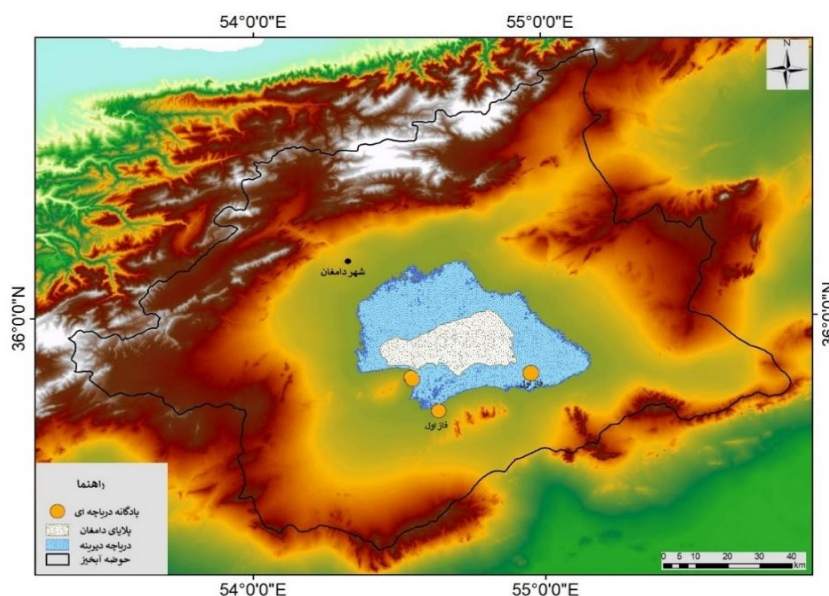 54°0'0"E
55°0'0"E
N
36°0'0"N
36°0'0"N
شهر دامغان
فاز اول
فاز اول
راهنما
پادگانه دریاچه ای
پلایای دامغان
دریاچه دیرینه
حوضه آبخیز
0 5 10 20 30 40
km
54°0'0"E
55°0'0"E